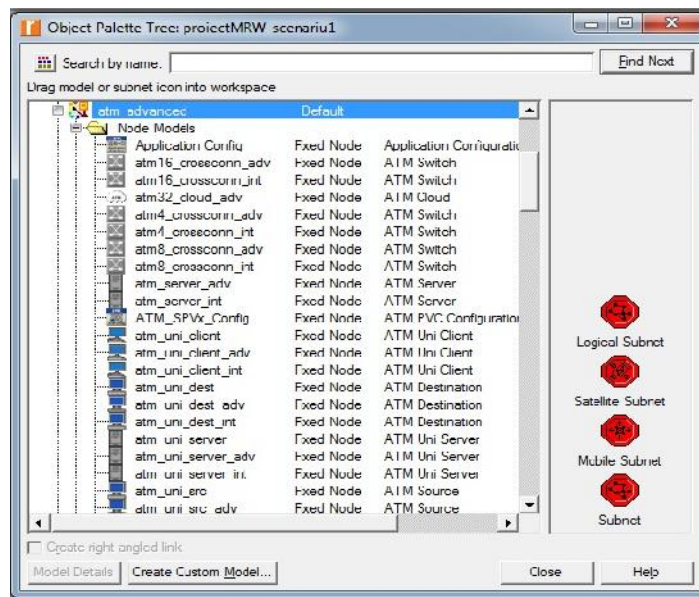 Object Palette Tree: proiectMRW scenariu1
Search by name: Find Next
Drag model or subnet icon into workspace
atm_advanced Default
Node Models
Application Config Fixed Node Application Configuratic
atm16_crossconn_adv Fixed Node ATM Switch
atm16_crossconn_int Fixed Node ATM Switch
atm32_cloud_adv Fixed Node ATM Cloud
atm4_crossconn_adv Fixed Node ATM Switch
atm4_crossconn_int Fixed Node ATM Switch
atm8_crossconn_adv Fixed Node ATM Switch
atm8_crossconn_int Fixed Node ATM Switch
atm_server_adv Fixed Node ATM Server
atm_server_int Fixed Node ATM Server
ATM_SPVx_Config Fixed Node ATM PVC Configuration
atm_uni_client Fixed Node ATM Uni Client
atm_uni_client_adv Fixed Node ATM Uni Client
atm_uni_client_int Fixed Node ATM Uni Client
atm_uni_dest Fixed Node ATM Destination
atm_uni_dest_adv Fixed Node ATM Destination
atm_uni_dest_int Fixed Node ATM Destination
atm_uni_server Fixed Node ATM Uni Server
atm_uni_server_adv Fixed Node ATM Uni Server
atm_uni_server_int Fixed Node ATM Uni Server
atm_uni_src Fixed Node ATM Source
atm_uni_src_adv Fixed Node ATM Source
Logical Subnet
Satellite Subnet
Mobile Subnet
Subnet
Create right angled link
Model Details Create Custom Model... Close Help